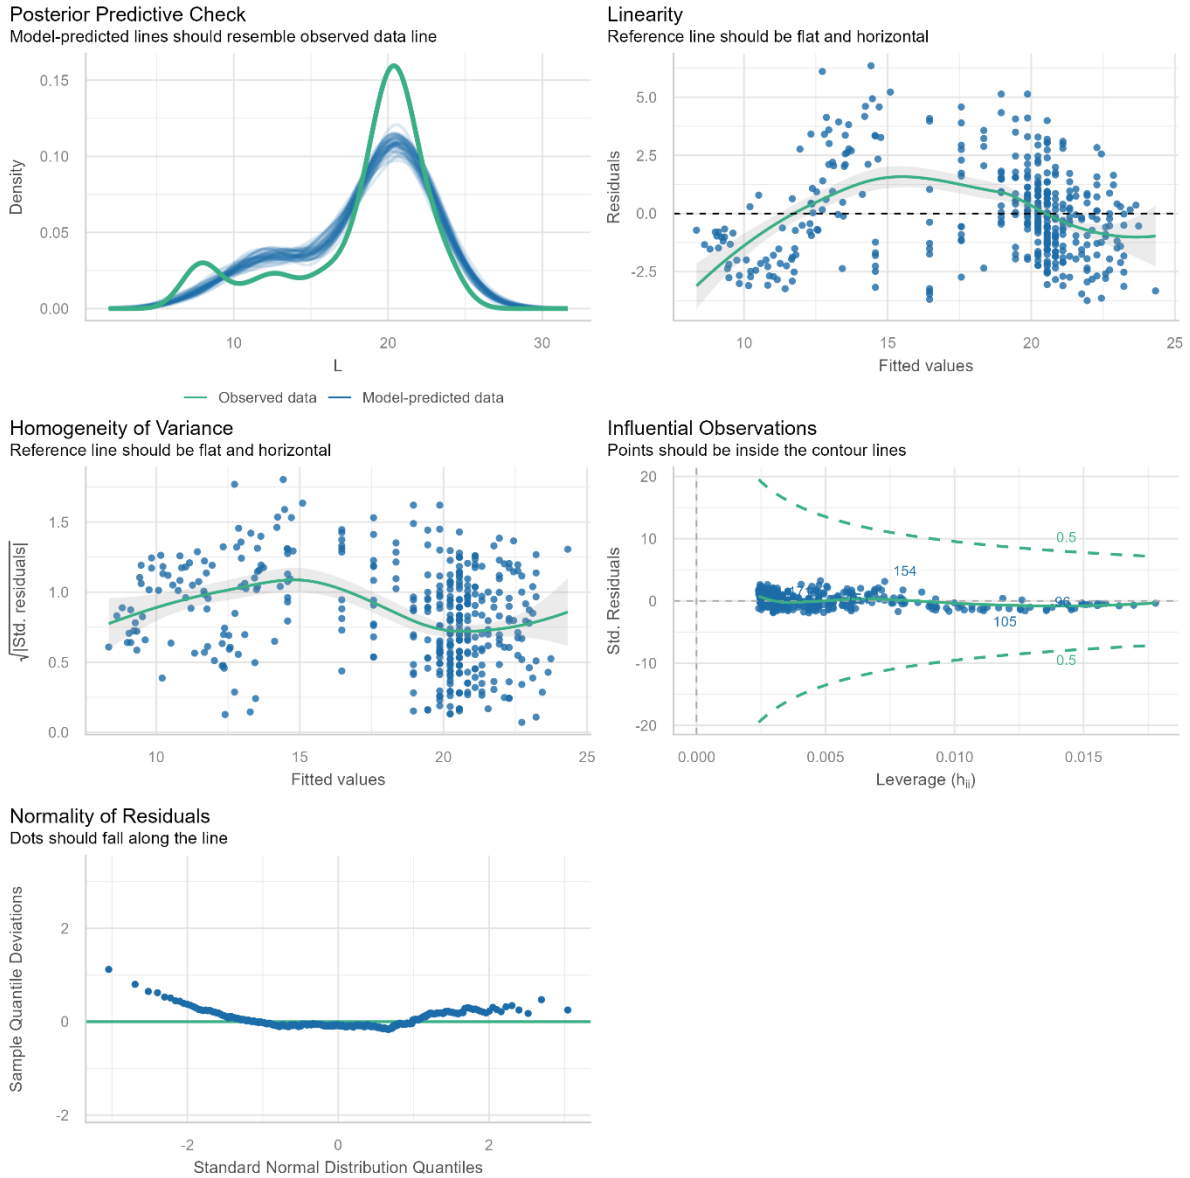 Posterior Predictive Check
Model-predicted lines should resemble observed data line
0.15
0.10
0.05
0.00
Density
10
20
30
L
Observed data
Model-predicted data
Linearity
Reference line should be flat and horizontal
5.0
2.5
0.0
-2.5
Residuals
10
15
20
25
Fitted values
Homogeneity of Variance
Reference line should be flat and horizontal
1.5
1.0
0.5
0.0
√|Std. residuals|
10
15
20
25
Fitted values
Influential Observations
Points should be inside the contour lines
20
10
0
-10
-20
Std. Residuals
0.5
154
105
0.5
0.000
0.005
0.010
0.015
Leverage (hii)
Normality of Residuals
Dots should fall along the line
2
0
-2
Sample Quantile Deviations
-2
0
2
Standard Normal Distribution Quantiles